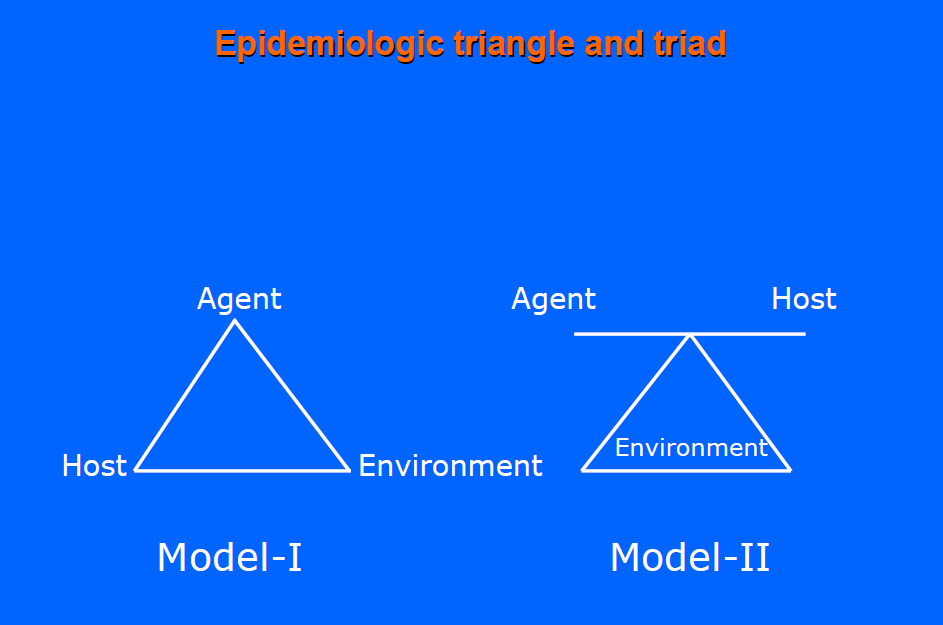 Epidemiologic triangle and triad
Agent
Host
Environment
Model-I
Agent
Host
Environment
Model-II